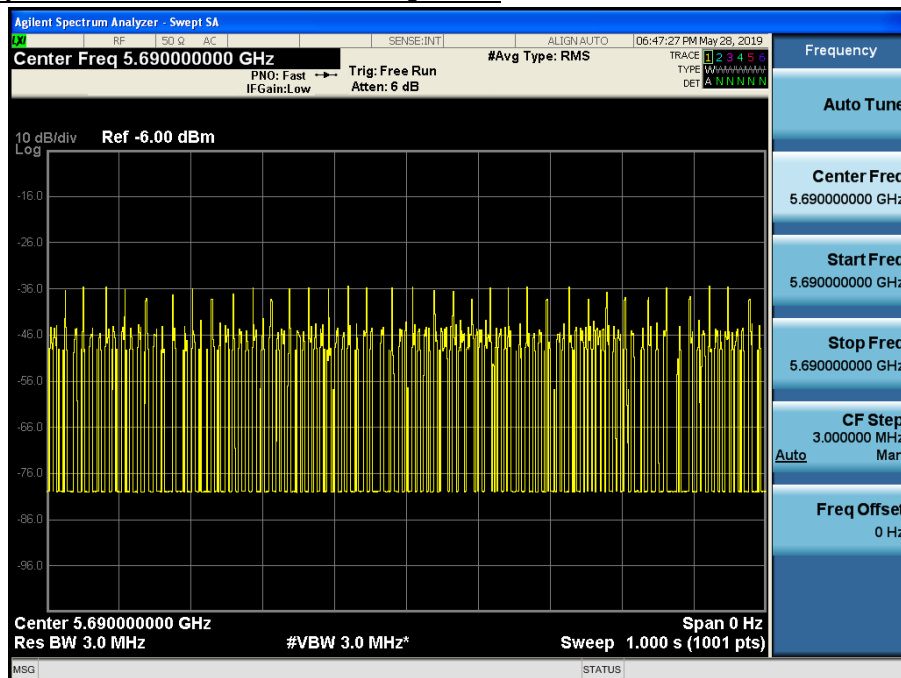 Agilent Spectrum Analyzer - Swept SA
LXI RF 50 Ω AC SENSE:INT ALIGN AUTO 06:47:27 PM May 28, 2019
Center Freq 5.690000000 GHz #Avg Type: RMS TRACE 1 2 3 4 5 6
PNO: Fast Trig: Free Run TYPE W
IFGain:Low Atten: 6 dB DET A N N N N N
10 dB/div Ref -6.00 dBm
Log
-16.0
-26.0
-36.0
-46.0
-56.0
-66.0
-76.0
-86.0
-96.0
Center 5.690000000 GHz Span 0 Hz
Res BW 3.0 MHz #VBW 3.0 MHz* Sweep 1.000 s (1001 pts)
MSG STATUS
Frequency
Auto Tune
Center Freq
5.690000000 GHz
Start Freq
5.690000000 GHz
Stop Freq
5.690000000 GHz
CF Step
3.000000 MHz
Auto Man
Freq Offset
0 Hz